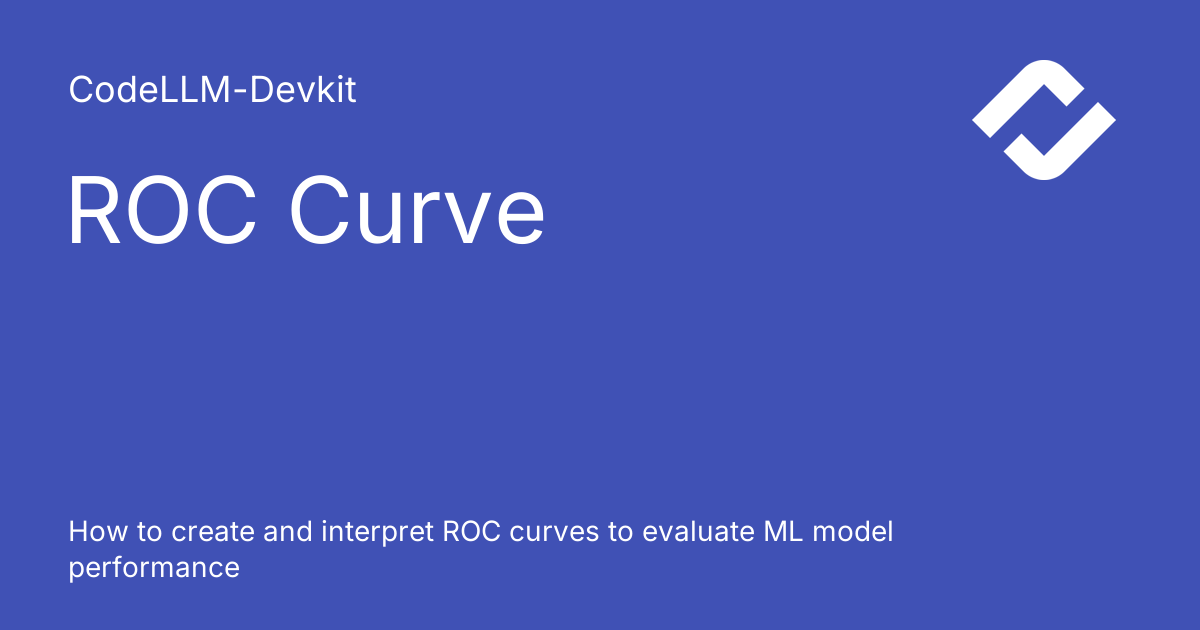 CodeLLM-Devkit
ROC Curve
How to create and interpret ROC curves to evaluate ML model
performance